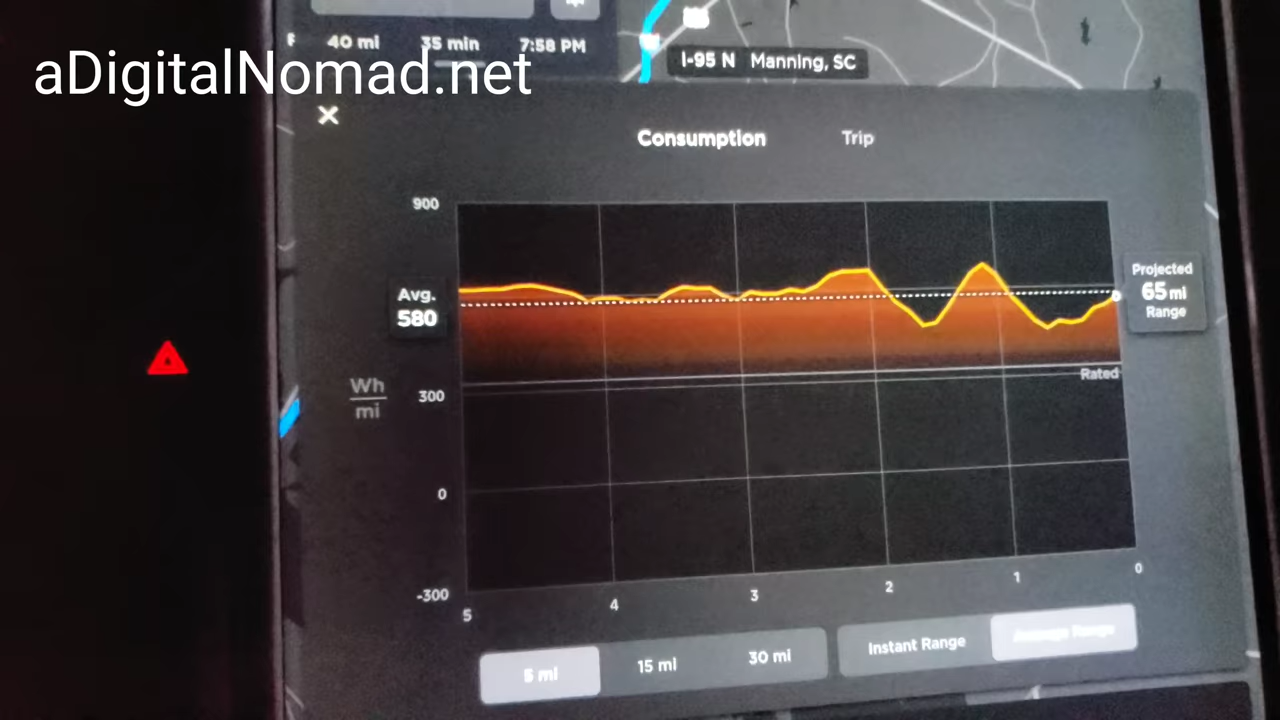 40 mi 35 min 7:58 PM
aDigitalNomad.net
I-95 N Manning, SC
Consumption Trip
900
Avg.
580
Projected
65 mi
Range
Rated
Wh
mi
300
0
-300
5 4 3 2 1 0
5 mi 15 mi 30 mi Instant Range Average Range